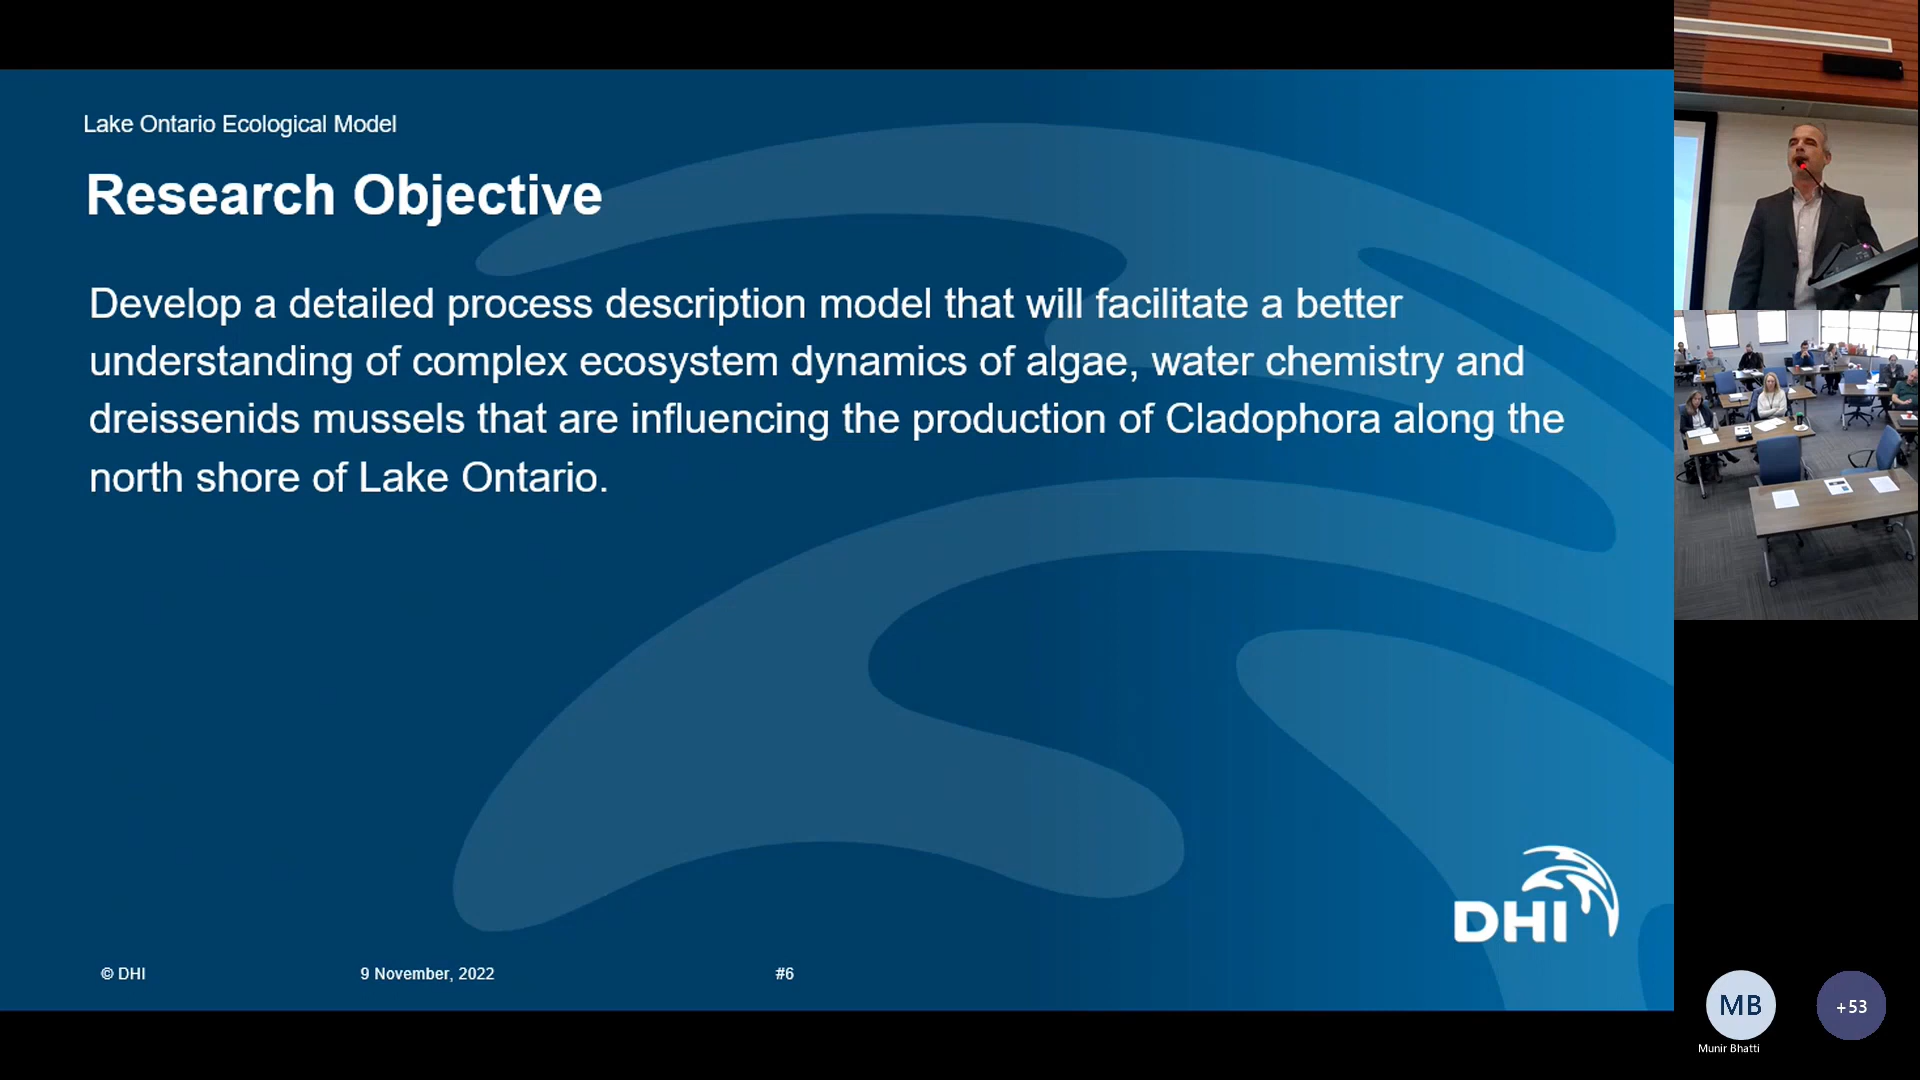 Lake Ontario Ecological Model
Research Objective
Develop a detailed process description model that will facilitate a better
understanding of complex ecosystem dynamics of algae, water chemistry and
dreissenids mussels that are influencing the production of Cladophora along the
north shore of Lake Ontario.
DHI
© DHI
9 November, 2022
#6
MB
+53
Munir Bhatti